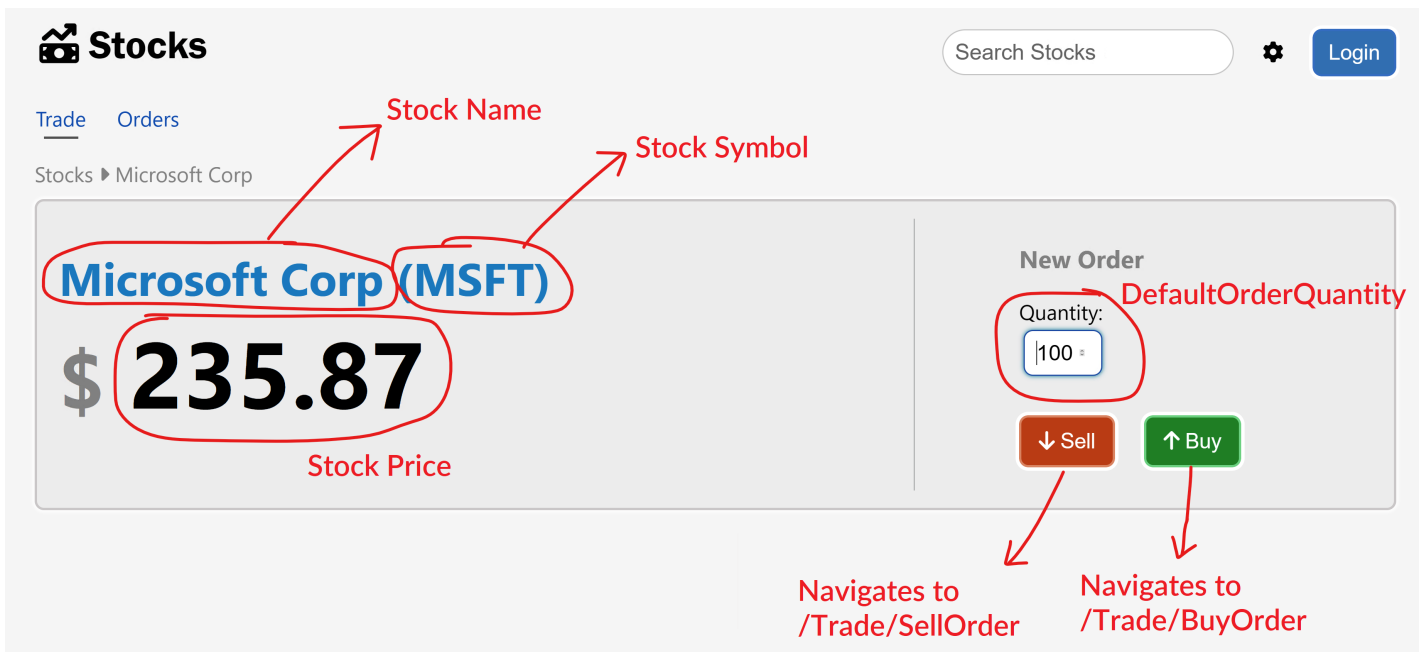 Stocks
Search Stocks
Login
Trade Orders
Stock Name
Stock Symbol
Stocks Microsoft Corp
Microsoft Corp (MSFT)
$ 235.87
Stock Price
New Order
DefaultOrderQuantity
Quantity:
100
Sell
Buy
Navigates to
/Trade/SellOrder
Navigates to
/Trade/BuyOrder